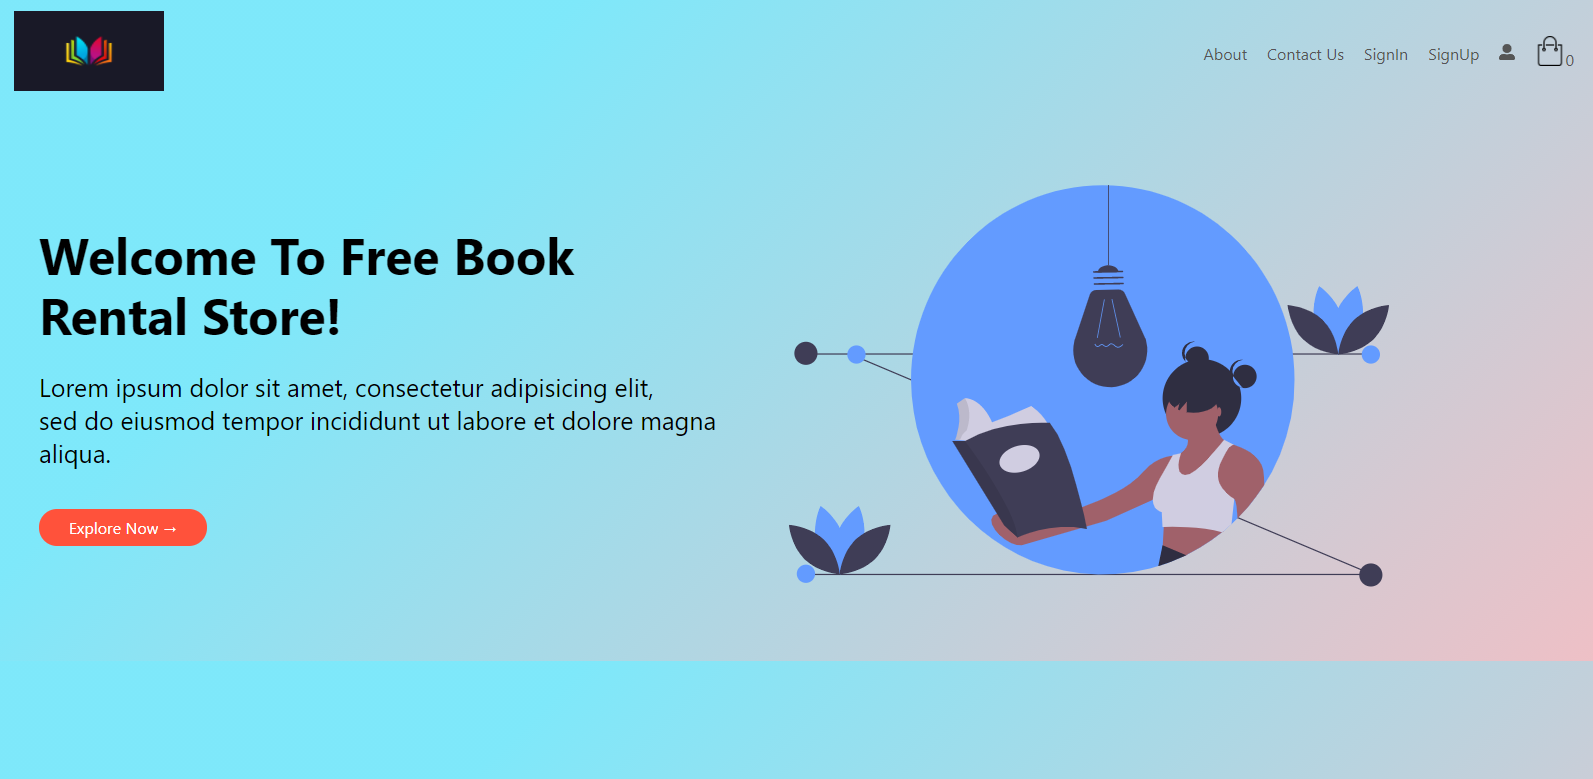 About Contact Us SignIn SignUp 0
Welcome To Free Book
Rental Store!
Lorem ipsum dolor sit amet, consectetur adipisicing elit,
sed do eiusmod tempor incididunt ut labore et dolore magna
aliqua.
Explore Now →